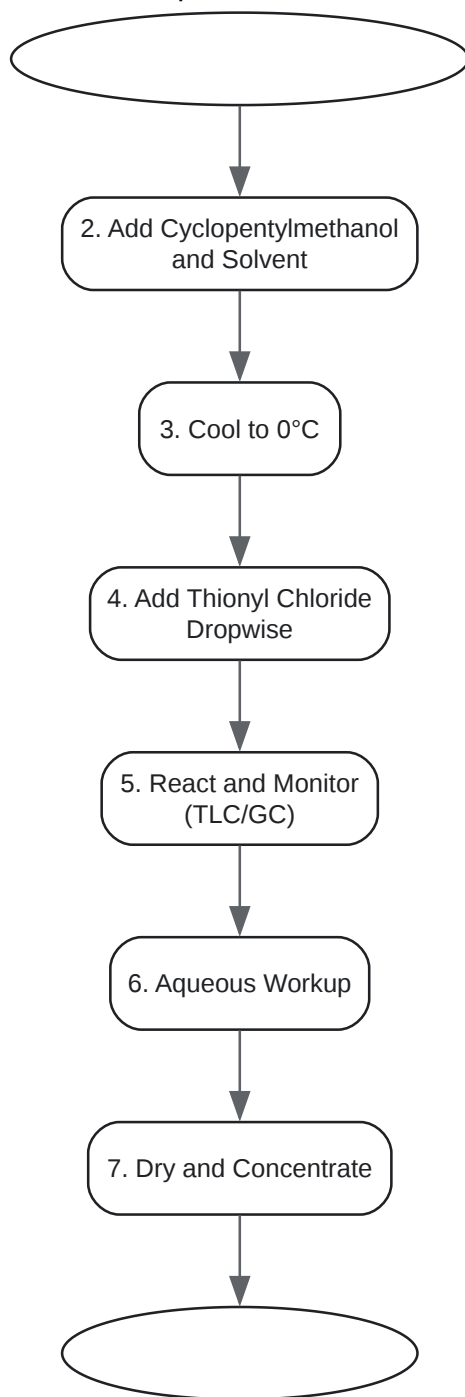 2. Add Cyclopentylmethanol
and Solvent
3. Cool to 0°C
4. Add Thionyl Chloride
Dropwise
5. React and Monitor
(TLC/GC)
6. Aqueous Workup
7. Dry and Concentrate